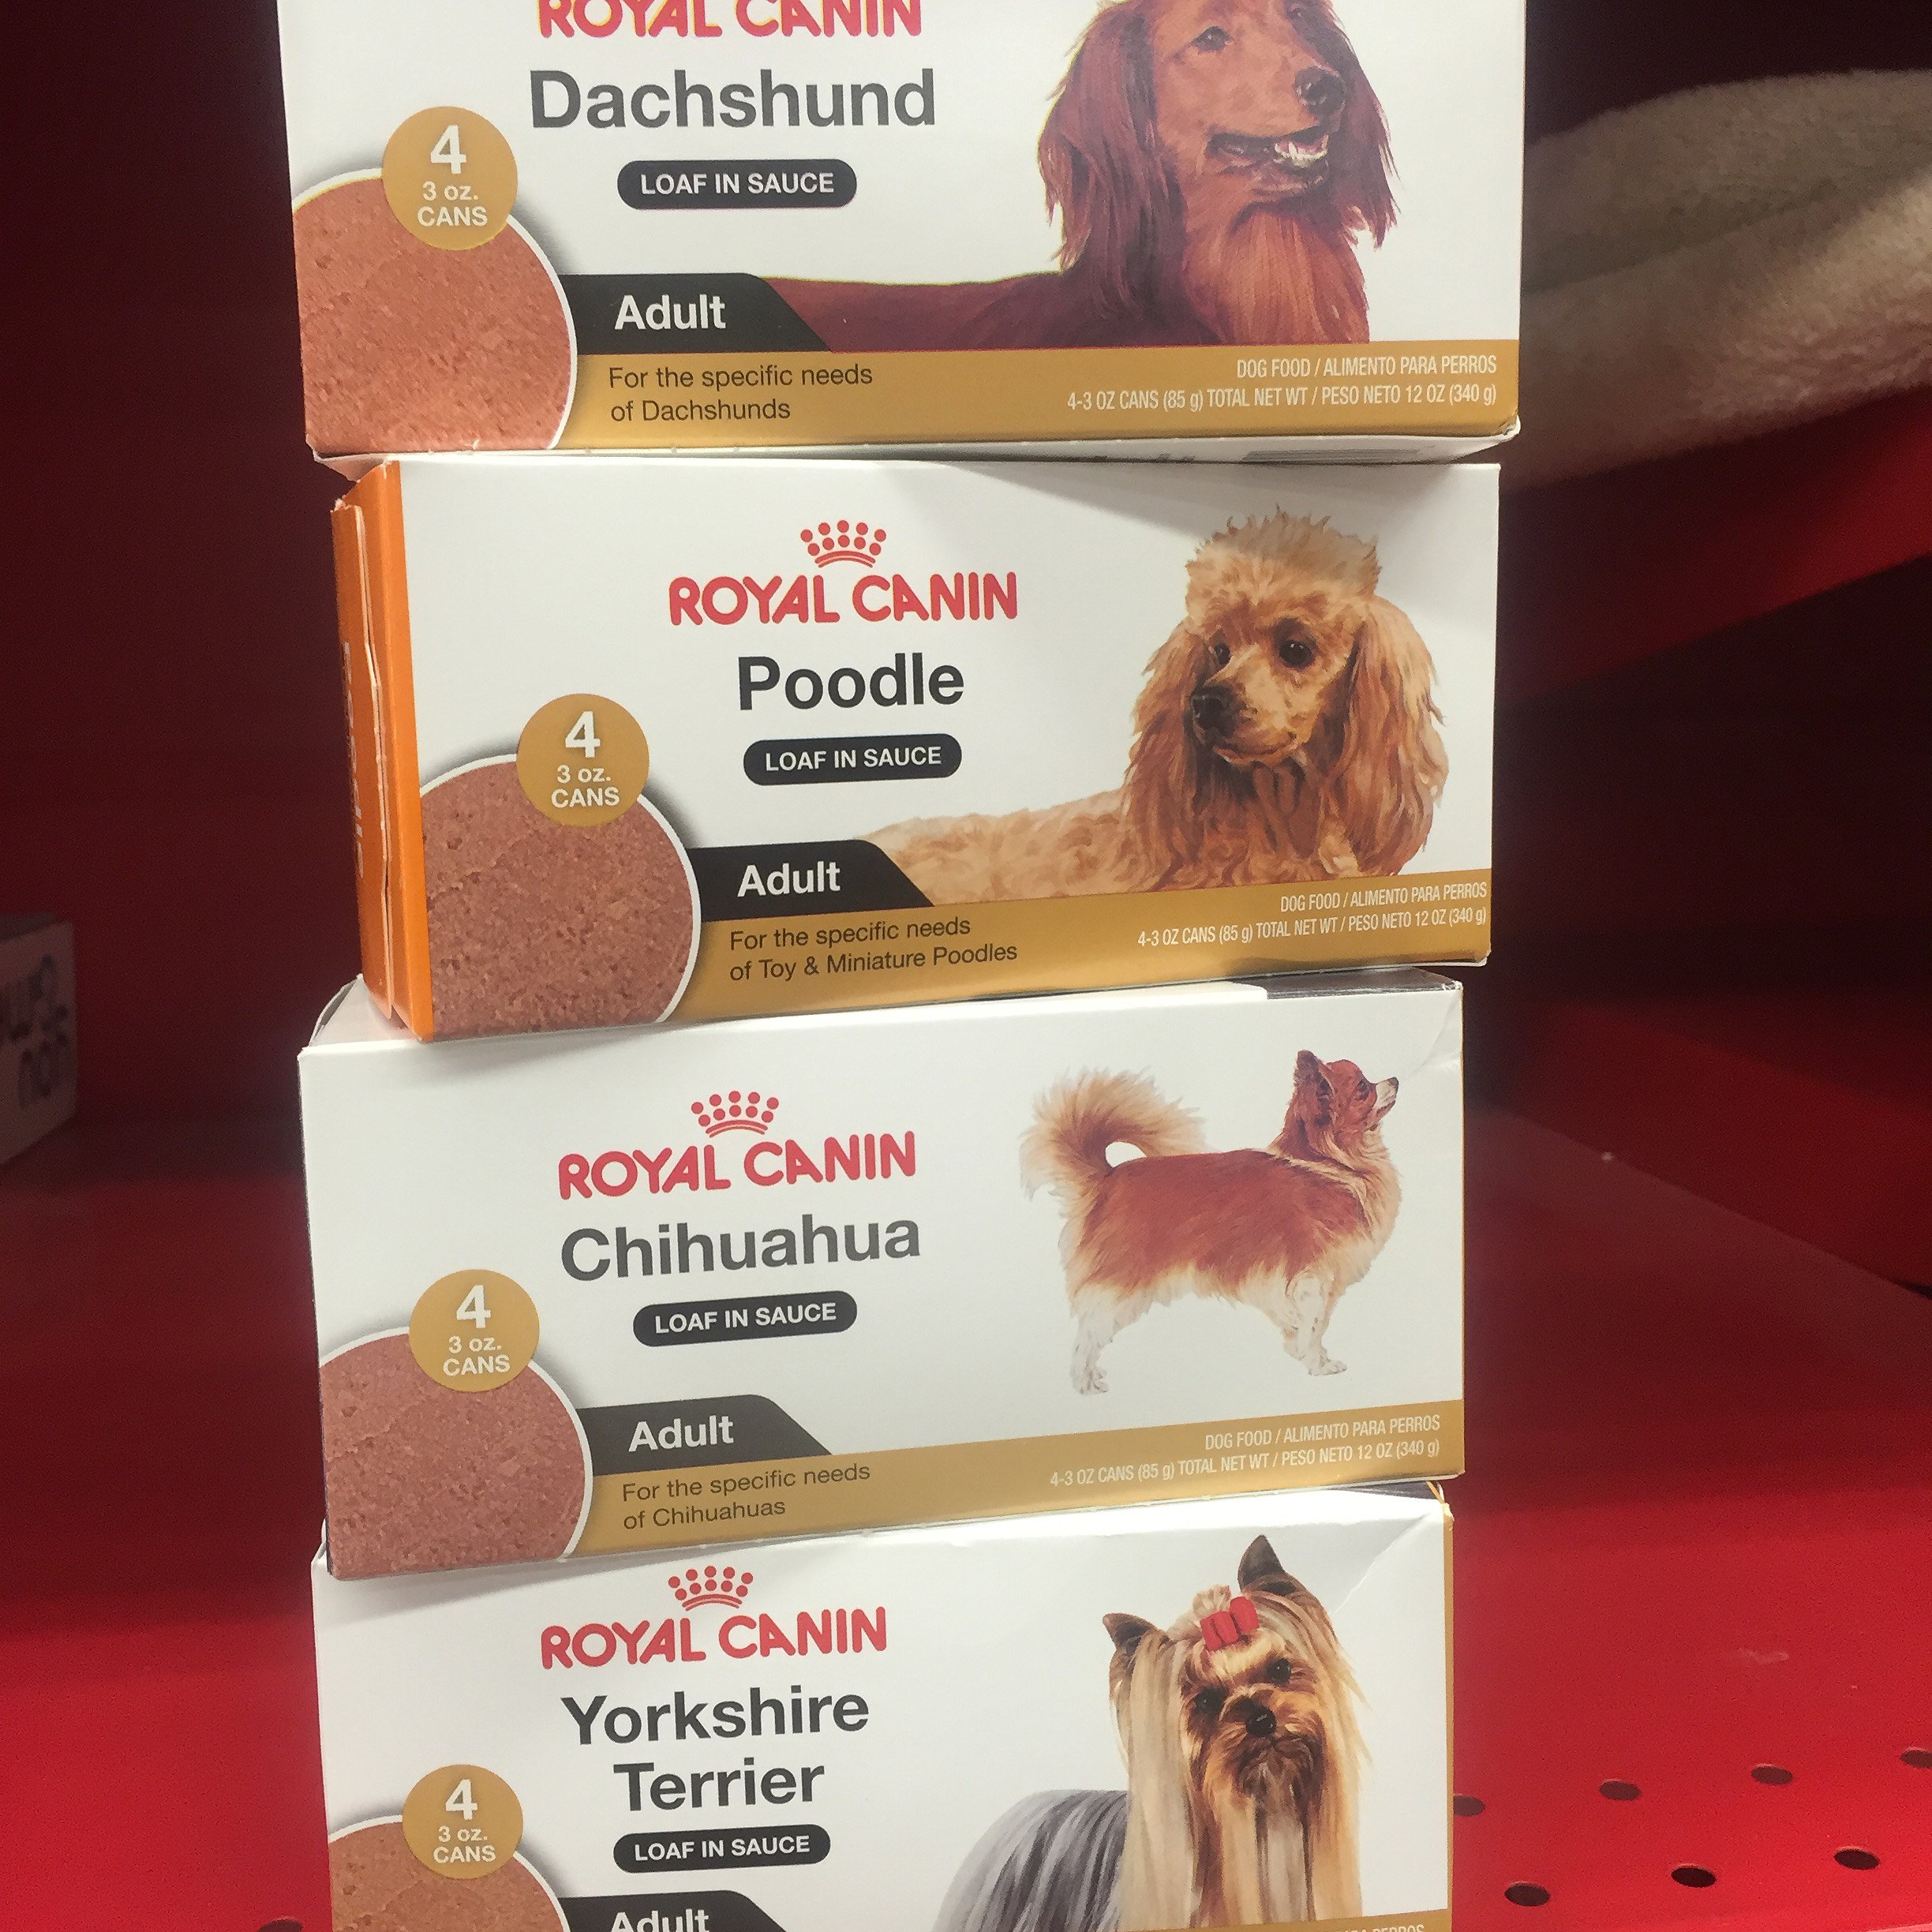 ROYAL CANIN
Dachshund
LOAF IN SAUCE
4
3 oz.
CANS
Adult
For the specific needs
of Dachshunds
DOG FOOD / ALIMENTO PARA PERROS
4-3 OZ CANS (85 g) TOTAL NET WT / PESO NETO 12 OZ (340 g)
ROYAL CANIN
Poodle
LOAF IN SAUCE
4
3 oz.
CANS
Adult
For the specific needs
of Toy & Miniature Poodles
DOG FOOD / ALIMENTO PARA PERROS
4-3 OZ CANS (85 g) TOTAL NET WT / PESO NETO 12 OZ (340 g)
ROYAL CANIN
Chihuahua
LOAF IN SAUCE
4
3 oz.
CANS
Adult
For the specific needs
of Chihuahuas
DOG FOOD / ALIMENTO PARA PERROS
4-3 OZ CANS (85 g) TOTAL NET WT / PESO NETO 12 OZ (340 g)
ROYAL CANIN
Yorkshire
Terrier
LOAF IN SAUCE
4
3 oz.
CANS
Adult
PERROS